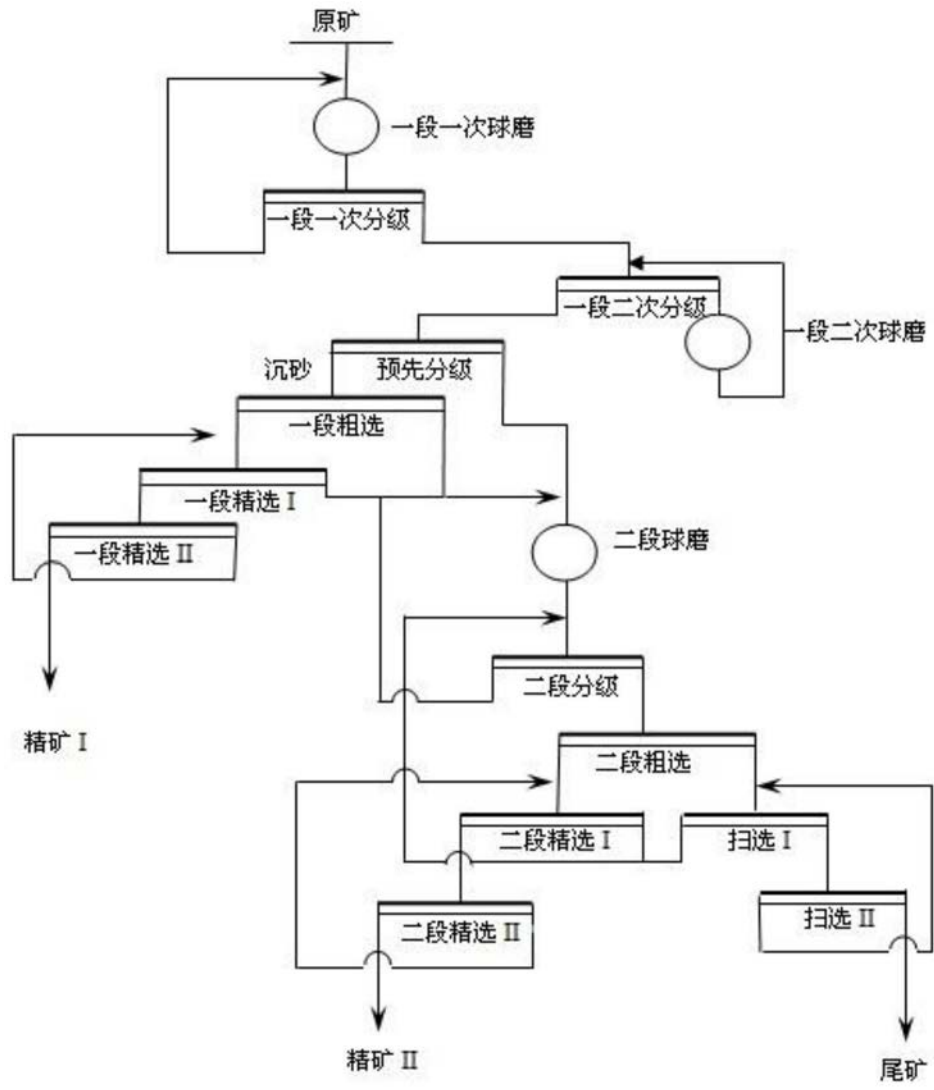 原矿
一段一次球磨
一段一次分级
一段二次分级
一段二次球磨
沉砂
预先分级
一段粗选
一段精选 I
一段精选 II
二段球磨
二段分级
精矿 I
二段粗选
二段精选 I
扫选 I
扫选 II
二段精选 II
精矿 II
尾矿